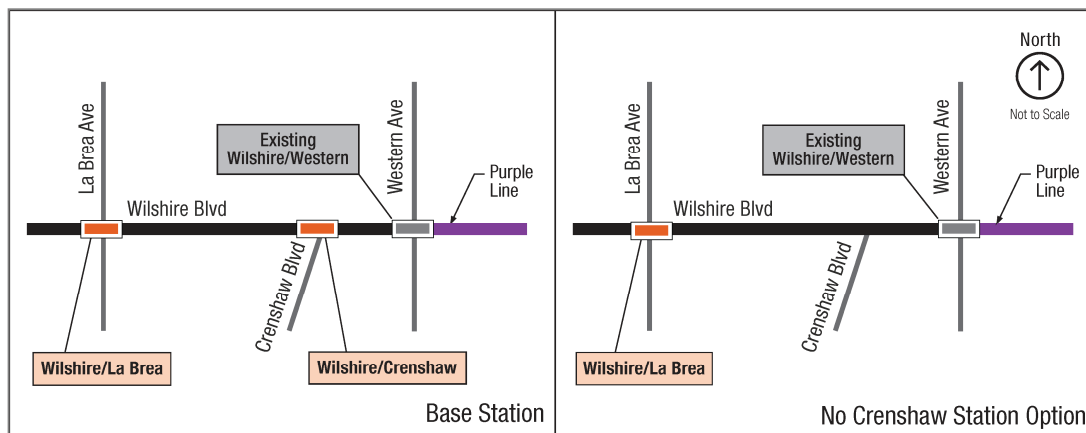 La Brea Ave
Existing
Wilshire/Western
Western Ave
Purple
Line
Wilshire Blvd
Crenshaw Blvd
Wilshire/La Brea
Wilshire/Crenshaw
Base Station
North
Not to Scale
La Brea Ave
Existing
Wilshire/Western
Western Ave
Purple
Line
Wilshire Blvd
Crenshaw Blvd
Wilshire/La Brea
No Crenshaw Station Option